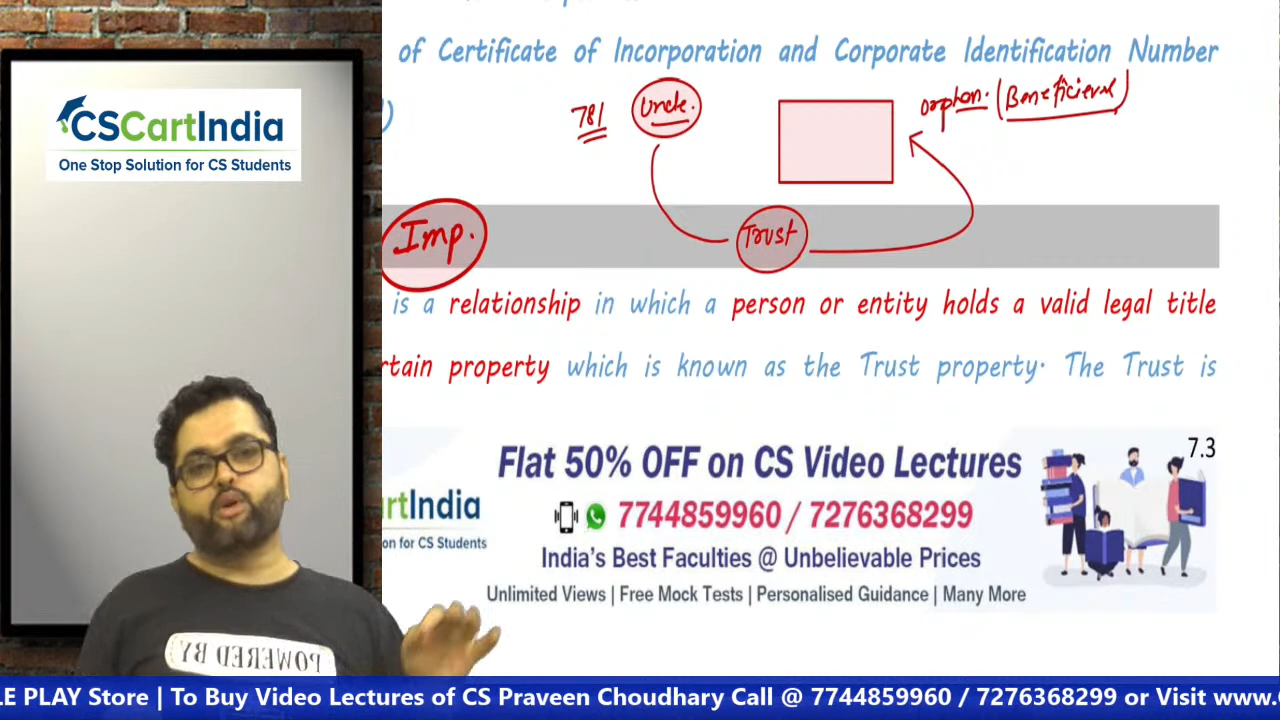 of Certificate of Incorporation and Corporate Identification Number
CSCartIndia
One Stop Solution for CS Students
781
Uncle.
orphan. (Beneficieral)
)
Imp.
Trust
is a relationship in which a person or entity holds a valid legal title
rtain property which is known as the Trust property. The Trust is
7.3
Flat 50% OFF on CS Video Lectures
artIndia
7744859960 / 7276368299
on for CS Students
India's Best Faculties @ Unbelievable Prices
Unlimited Views | Free Mock Tests | Personalised Guidance | Many More
POWERED BY
LE PLAY Store | To Buy Video Lectures of CS Praveen Choudhary Call @ 7744859960 / 7276368299 or Visit www.